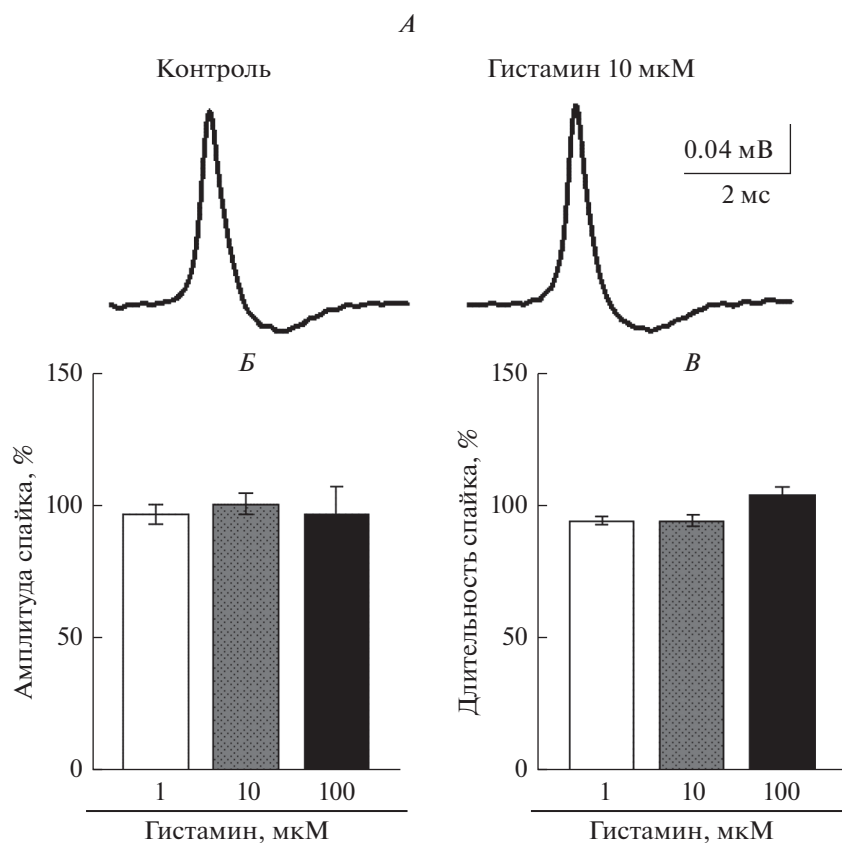 А
Контроль
Гистамин 10 мкМ
0.04 мВ
2 мс
Б
Амплитуда спайка, %
150
100
50
0
1 10 100
Гистамин, мкМ
В
Длительность спайка, %
150
100
50
0
1 10 100
Гистамин, мкМ